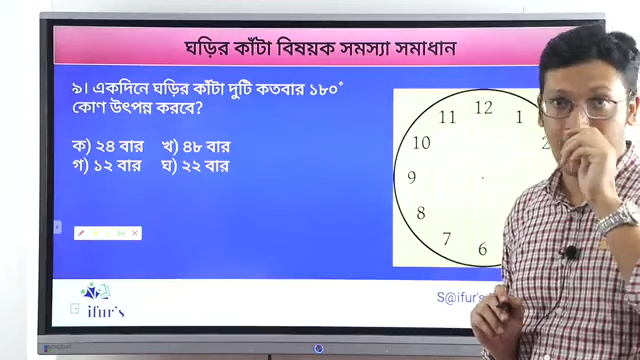 ঘড়ির কাঁটা বিষয়ক সমস্যা সমাধান
৯। একদিনে ঘড়ির কাঁটা দুটি কতবার ১৮০°
কোণ উৎপন্ন করবে?
ক) ২৪ বার খ) ৪৮ বার
গ) ১২ বার ঘ) ২২ বার
12
11 1
10 2
9
8
7 6
S@ifur's
ifur's